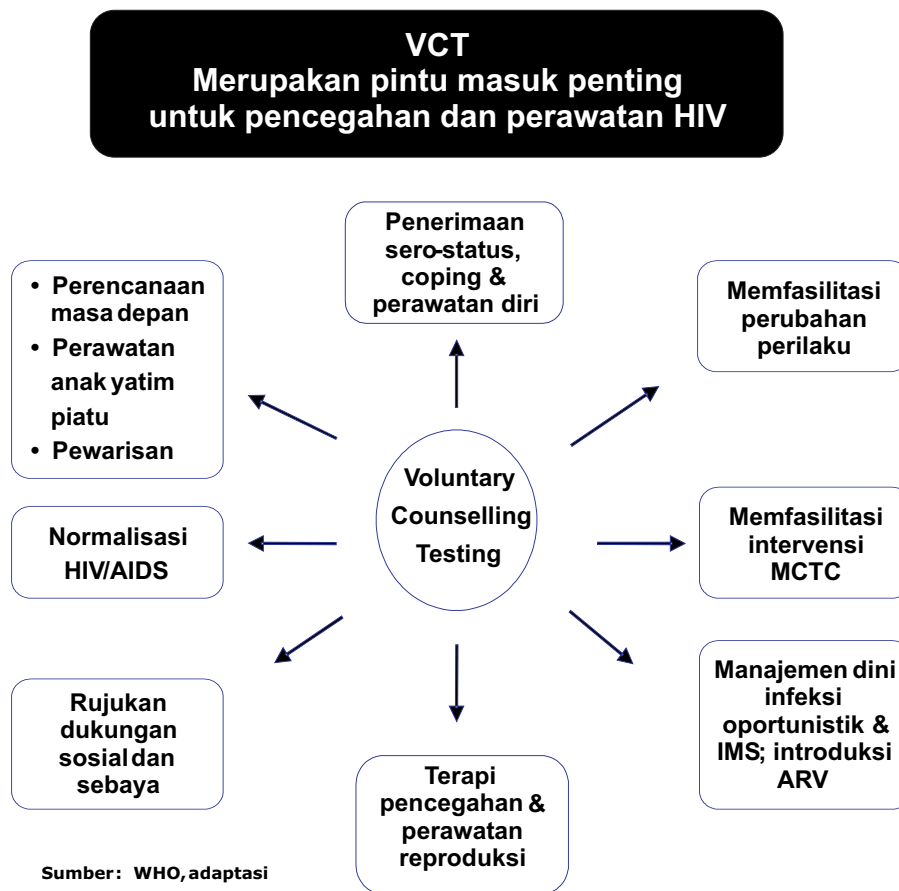 VCT
Merupakan pintu masuk penting
untuk pencegahan dan perawatan HIV
Penerimaan
sero-status,
coping &
perawatan diri
• Perencanaan
masa depan
• Perawatan
anak yatim
piatu
• Pewarisan
Memfasilitasi
perubahan
perilaku
Voluntary
Counselling
Testing
Normalisasi
HIV/AIDS
Memfasilitasi
intervensi
MCTC
Rujukan
dukungan
sosial dan
sebaya
Terapi
pencegahan &
perawatan
reproduksi
Manajemen dini
infeksi
oportunistik &
IMS; introduksi
ARV
Sumber: WHO, adaptasi